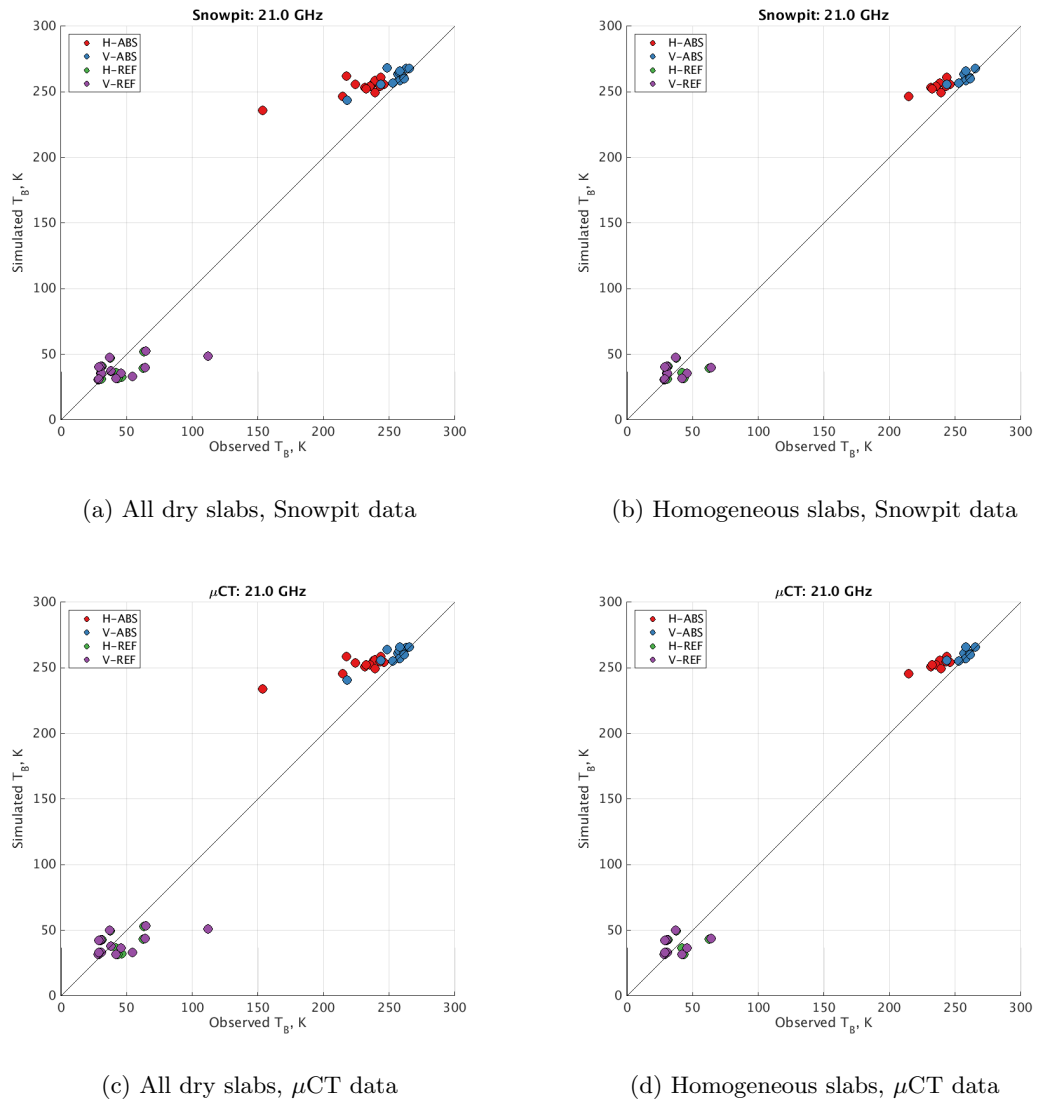 Snowpit: 21.0 GHz
300
250
200
150
100
50
0
Simulated T_B, K
H-ABS
V-ABS
H-REF
V-REF
0 50 100 150 200 250 300
Observed T_B, K
(a) All dry slabs, Snowpit data
Snowpit: 21.0 GHz
300
250
200
150
100
50
0
Simulated T_B, K
H-ABS
V-ABS
H-REF
V-REF
0 50 100 150 200 250 300
Observed T_B, K
(b) Homogeneous slabs, Snowpit data
μCT: 21.0 GHz
300
250
200
150
100
50
0
Simulated T_B, K
H-ABS
V-ABS
H-REF
V-REF
0 50 100 150 200 250 300
Observed T_B, K
(c) All dry slabs, μCT data
μCT: 21.0 GHz
300
250
200
150
100
50
0
Simulated T_B, K
H-ABS
V-ABS
H-REF
V-REF
0 50 100 150 200 250 300
Observed T_B, K
(d) Homogeneous slabs, μCT data